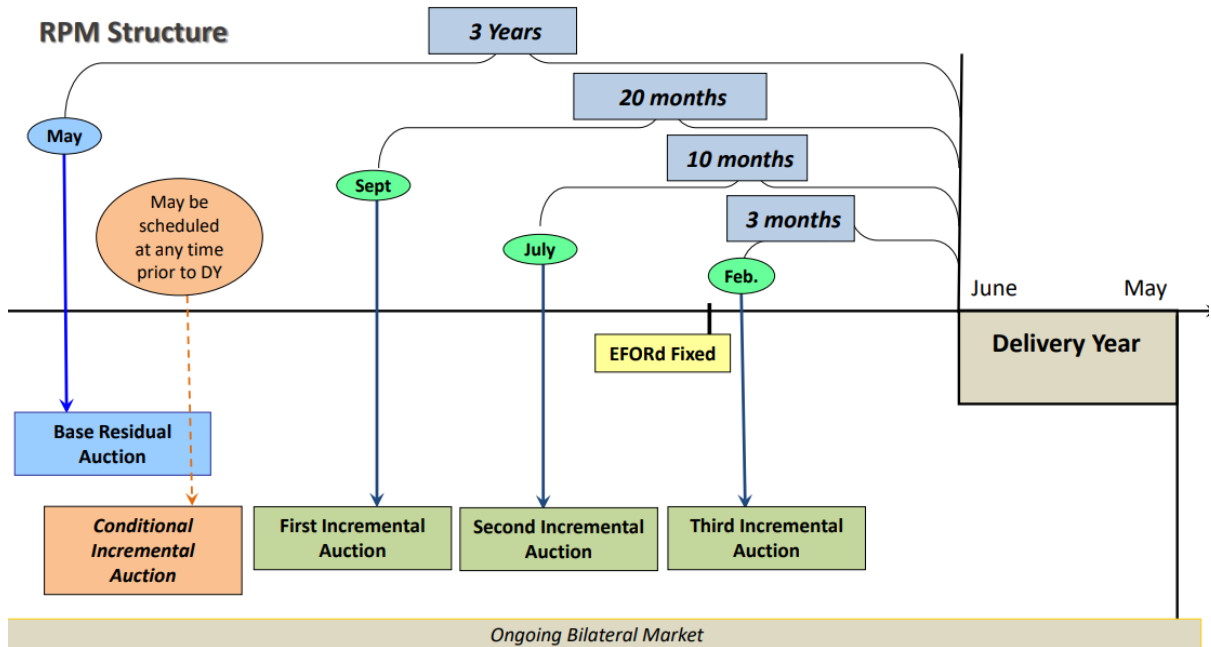 RPM Structure
3 Years
20 months
May
10 months
Sept
May be
scheduled
at any time
prior to DY
3 months
July
Feb.
June
May
EFORd Fixed
Delivery Year
Base Residual
Auction
Conditional
Incremental
Auction
First Incremental
Auction
Second Incremental
Auction
Third Incremental
Auction
Ongoing Bilateral Market